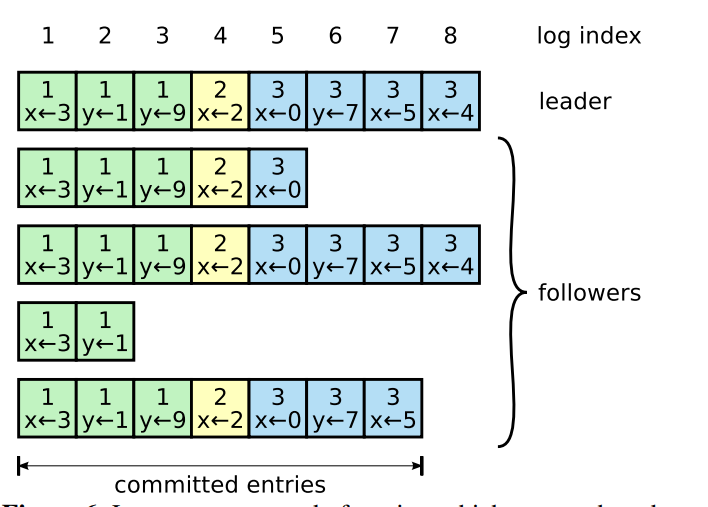 1 2 3 4 5 6 7 8 log index
1 1 1 2 3 3 3 3
x←3 y←1 y←9 x←2 x←0 y←7 x←5 x←4
leader
1 1 1 2 3
x←3 y←1 y←9 x←2 x←0
1 1 1 2 3 3 3 3
x←3 y←1 y←9 x←2 x←0 y←7 x←5 x←4
followers
1 1
x←3 y←1
1 1 1 2 3 3 3
x←3 y←1 y←9 x←2 x←0 y←7 x←5
committed entries